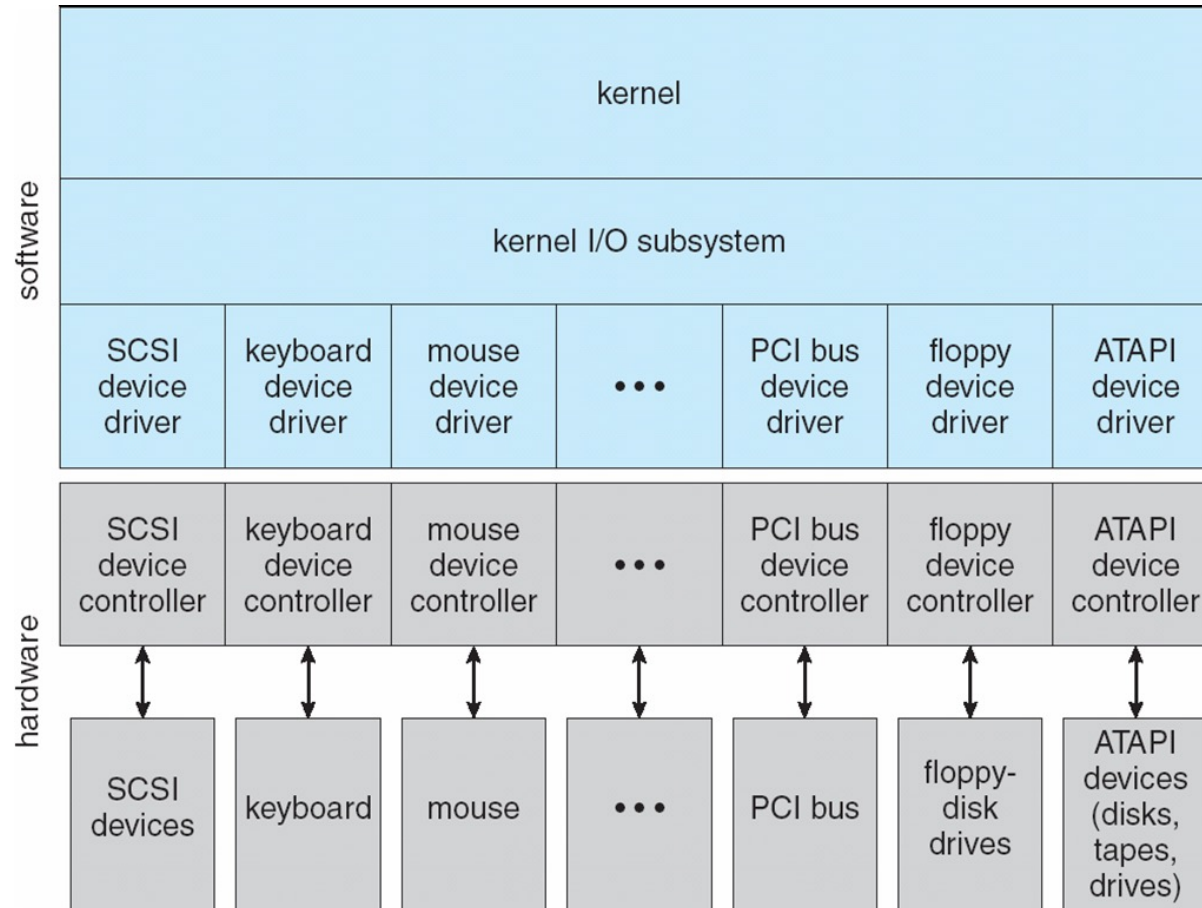 kernel
kernel I/O subsystem
software
SCSI
device
driver
keyboard
device
driver
mouse
device
driver
•••
PCI bus
device
driver
floppy
device
driver
ATAPI
device
driver
hardware
SCSI
device
controller
keyboard
device
controller
mouse
device
controller
•••
PCI bus
device
controller
floppy
device
controller
ATAPI
device
controller
SCSI
devices
keyboard
mouse
•••
PCI bus
floppy-
disk
drives
ATAPI
devices
(disks,
tapes,
drives)